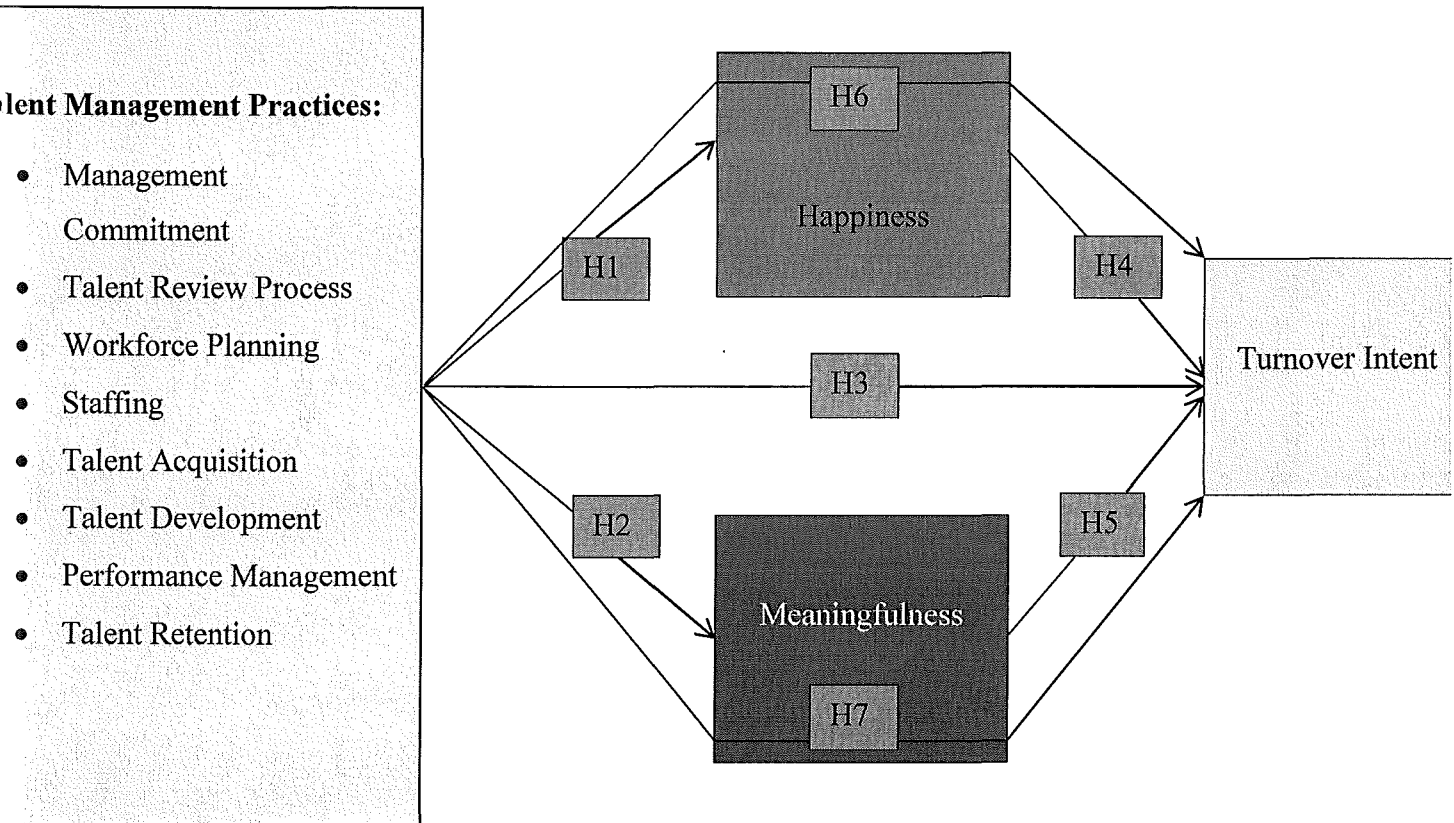 lent Management Practices:
• Management
Commitment
• Talent Review Process
• Workforce Planning
• Staffing
• Talent Acquisition
• Talent Development
• Performance Management
• Talent Retention
H6
Happiness
H1
H4
H3
Turnover Intent
H2
H5
Meaningfulness
H7